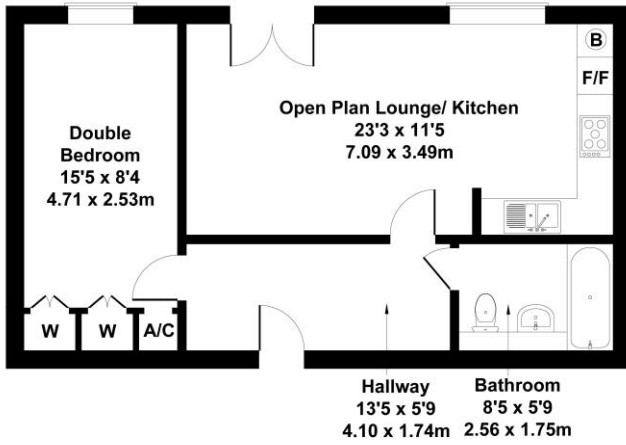 B
F/F
Open Plan Lounge/ Kitchen
23'3 x 11'5
7.09 x 3.49m
Double
Bedroom
15'5 x 8'4
4.71 x 2.53m
W
W
A/C
Hallway
13'5 x 5'9
4.10 x 1.74m
Bathroom
8'5 x 5'9
2.56 x 1.75m